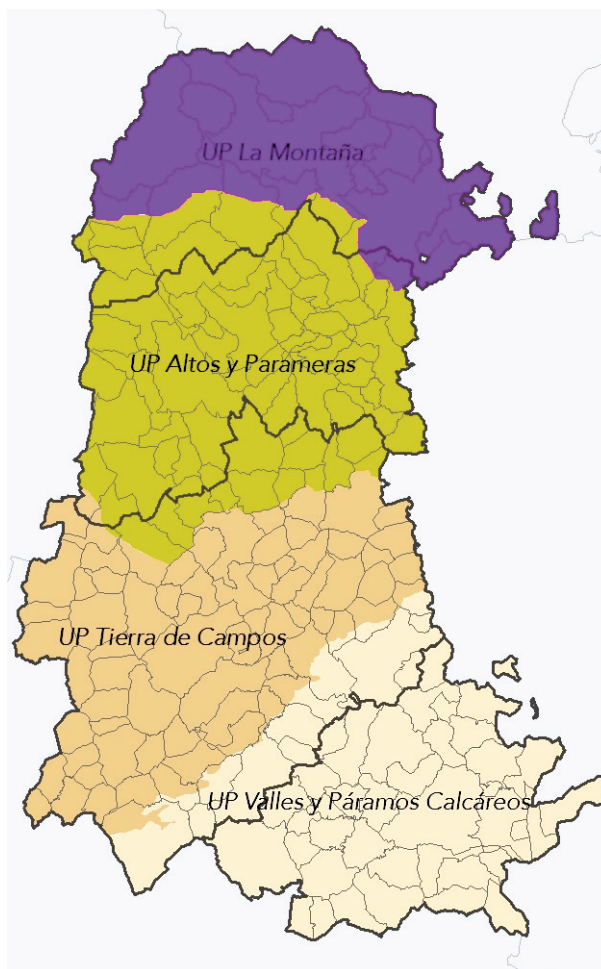 UP La Montaña
UP Altos y Parameras
UP Tierra de Campos
UP Valles y Páramos Calcáreos